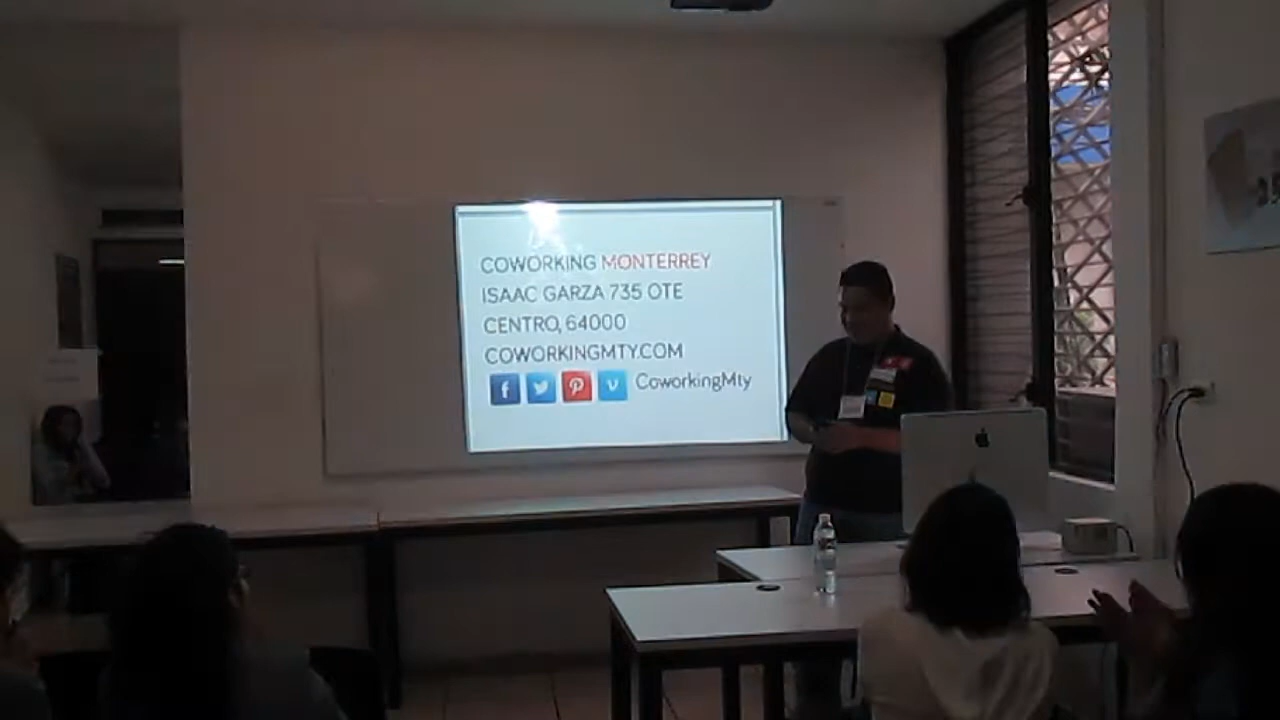 COWORKING MONTERREY
ISAAC GARZA 735 OTE
CENTRO, 64000
COWORKINGMTY.COM
CoworkingMty